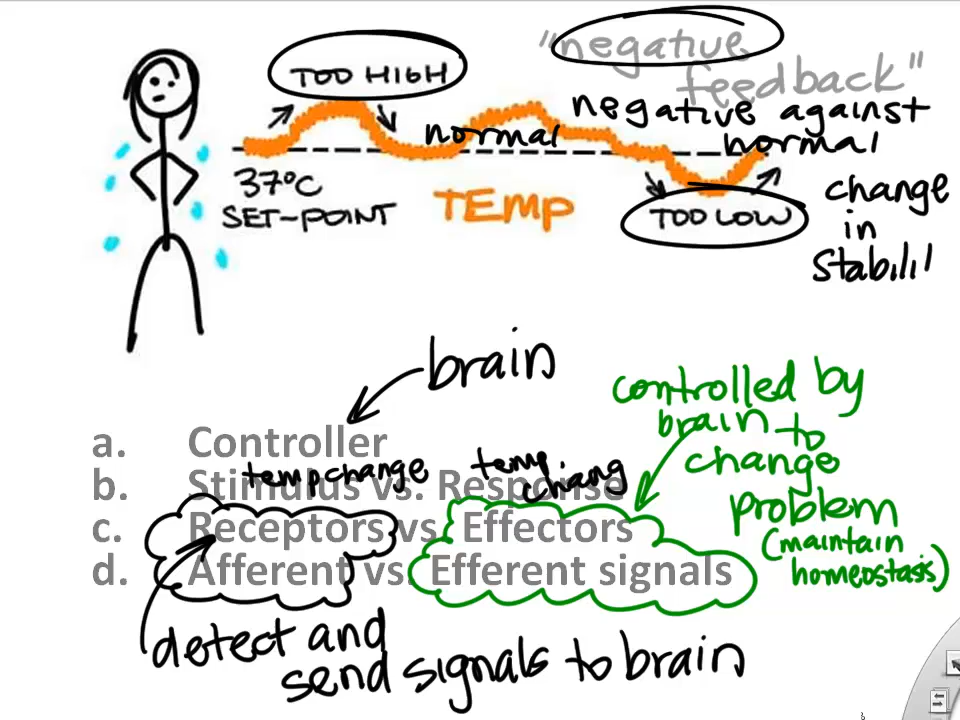 "negative
feedback"
TOO HIGH
negative against
normal
normal
37°C
SET-POINT
TEMP
TOO LOW
change
in
Stabili
brain
controlled by
brain to
change
problem
(maintain
homeostasis)
a. Controller
temp change
temp
chang
b. Stimulus vs. Response
c. Receptors vs. Effectors
d. Afferent vs. Efferent signals
detect and
send signals to brain